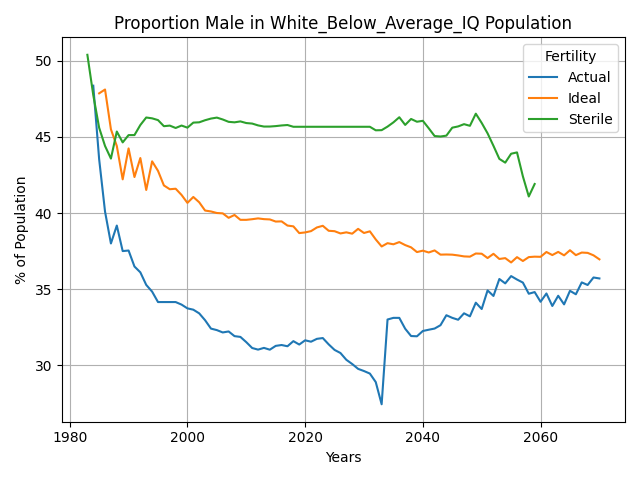 Proportion Male in White_Below_Average_IQ Population
Fertility
Actual
Ideal
Sterile
% of Population
50
45
40
35
30
1980
2000
2020
2040
2060
Years